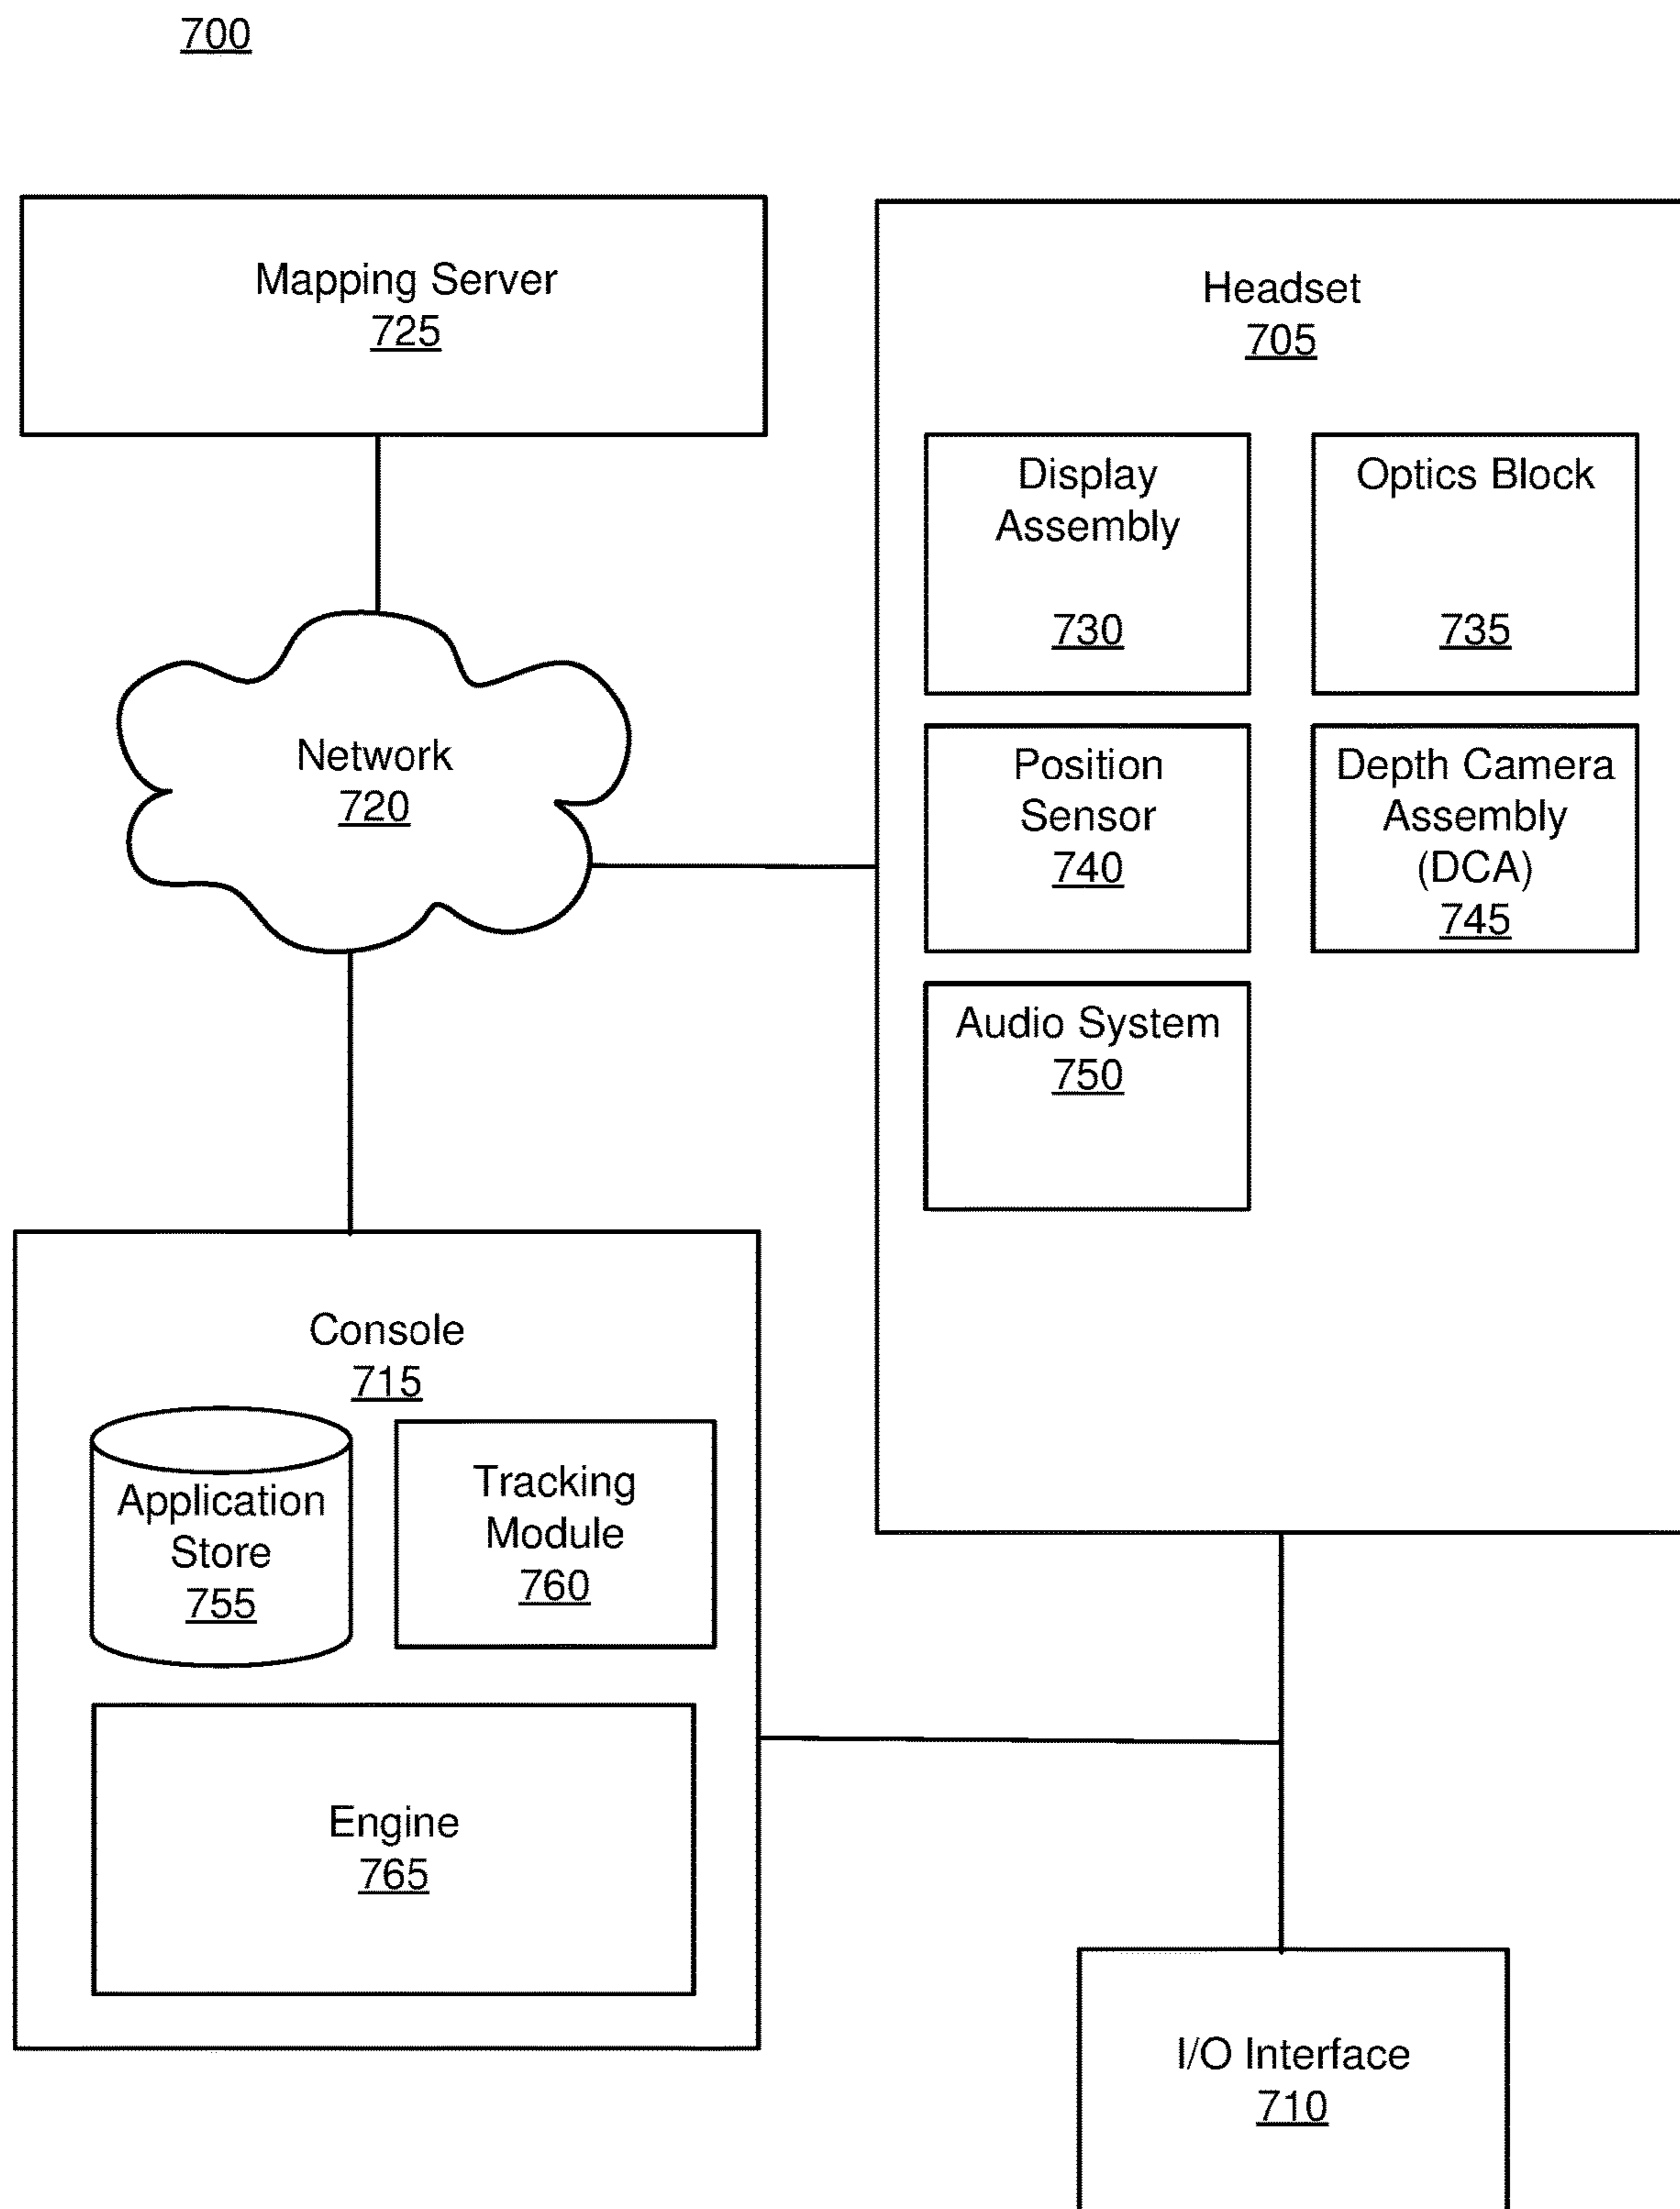 700
Mapping Server
725
Headset
705
Display
Assembly
730
Optics Block
735
Position
Sensor
740
Depth Camera
Assembly
(DCA)
745
Audio System
750
Network
720
Console
715
Application
Store
755
Tracking
Module
760
Engine
765
I/O Interface
710